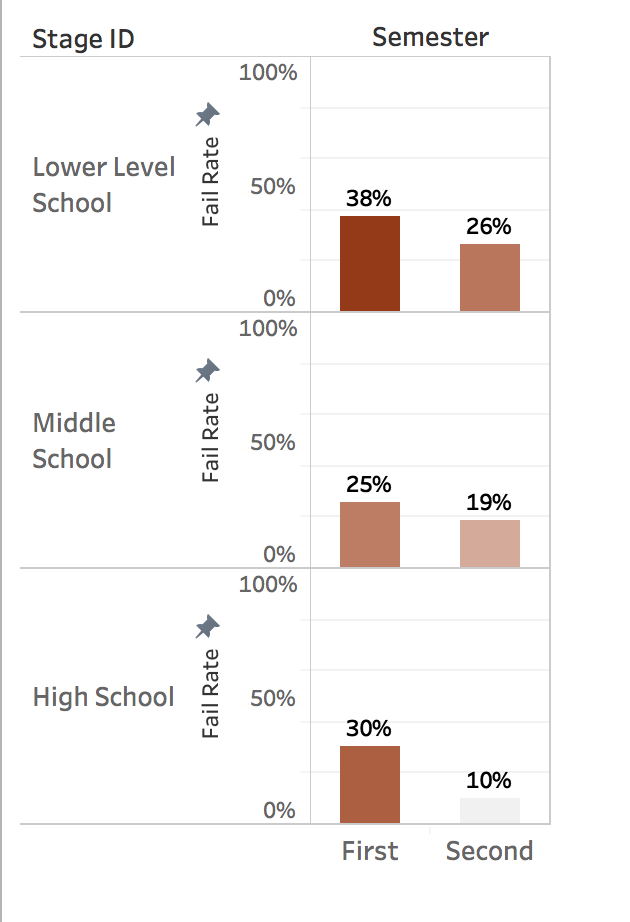 Stage ID
Semester
Lower Level
School
Fail Rate
100%
50%
0%
38%
26%
Middle
School
Fail Rate
100%
50%
0%
25%
19%
High School
Fail Rate
100%
50%
0%
30%
10%
First
Second